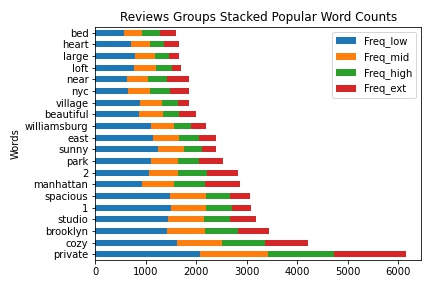 Reviews Groups Stacked Popular Word Counts
Words
bed
heart
large
loft
near
nyc
village
beautiful
williamsburg
east
sunny
park
2
manhattan
spacious
1
studio
brooklyn
cozy
private
Freq_low
Freq_mid
Freq_high
Freq_ext
0
1000
2000
3000
4000
5000
6000